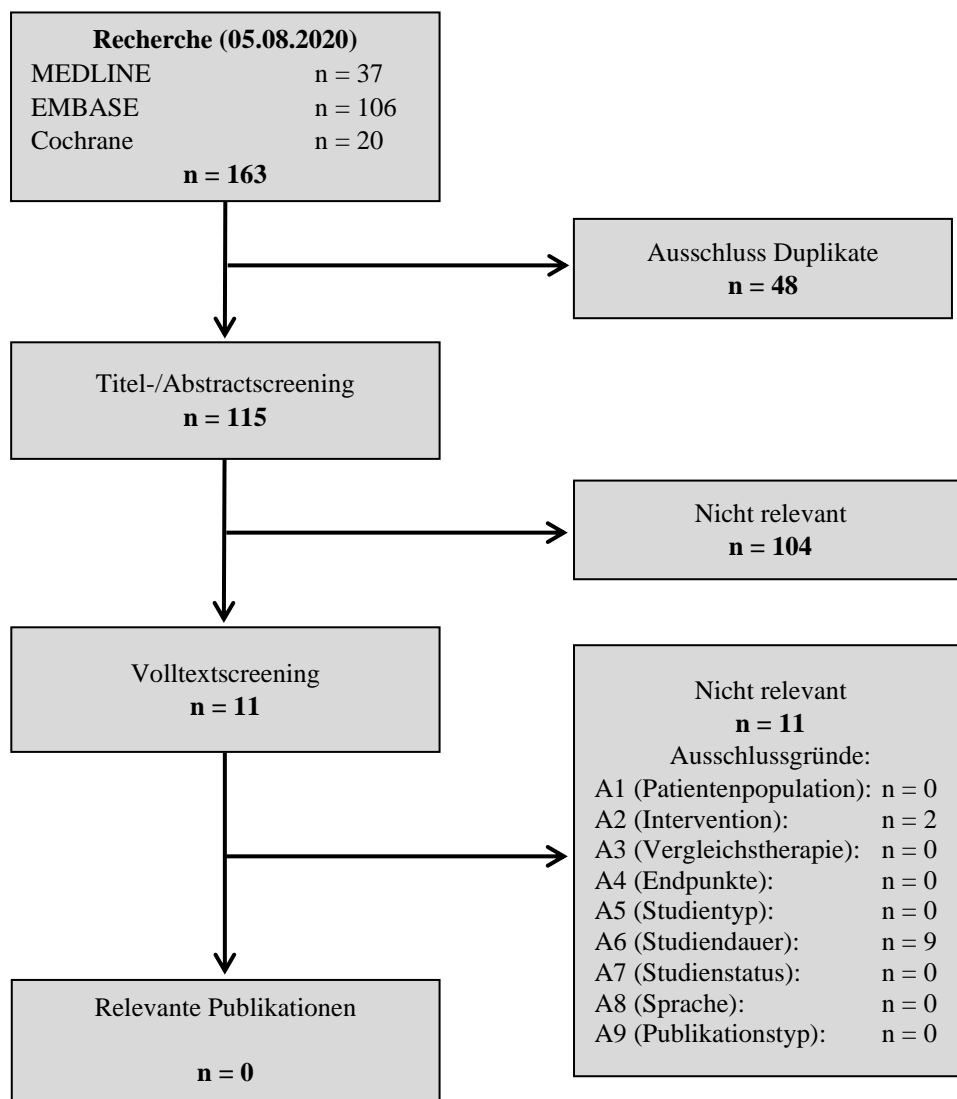 Recherche (05.08.2020)
MEDLINE n = 37
EMBASE n = 106
Cochrane n = 20
n = 163
Ausschluss Duplikate
n = 48
Titel-/Abstractscreening
n = 115
Nicht relevant
n = 104
Volltextscreening
n = 11
Nicht relevant
n = 11
Ausschlussgründe:
A1 (Patientenpopulation): n = 0
A2 (Intervention): n = 2
A3 (Vergleichstherapie): n = 0
A4 (Endpunkte): n = 0
A5 (Studientyp): n = 0
A6 (Studiendauer): n = 9
A7 (Studienstatus): n = 0
A8 (Sprache): n = 0
A9 (Publikationstyp): n = 0
Relevante Publikationen
n = 0